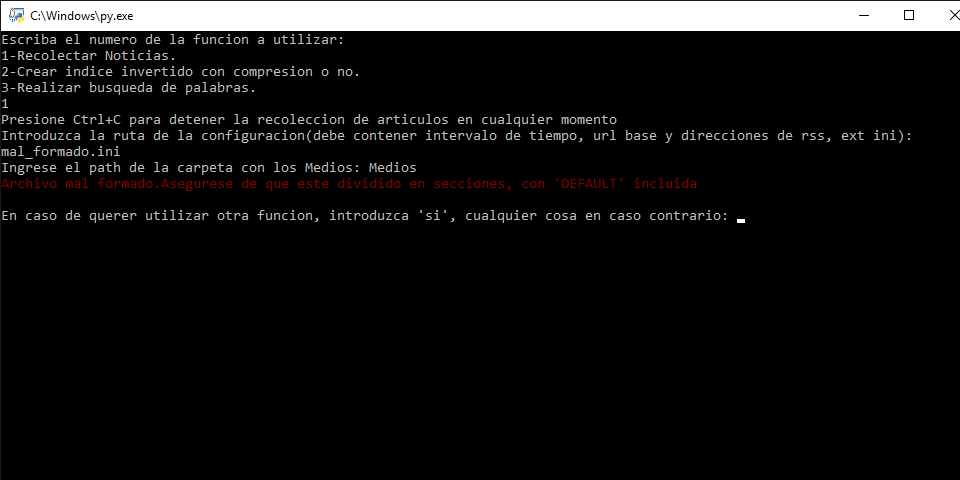 C:\Windows\py.exe
Escriba el numero de la funcion a utilizar:
1-Recolectar Noticias.
2-Crear indice invertido con compresion o no.
3-Realizar busqueda de palabras.
1
Presione Ctrl+C para detener la recoleccion de articulos en cualquier momento
Introduzca la ruta de la configuracion(debe contener intervalo de tiempo, url base y direcciones de rss, ext ini):
mal_formado.ini
Ingrese el path de la carpeta con los Medios: Medios
Archivo mal formado.Asegurese de que este dividido en secciones, con 'DEFAULT' incluida
En caso de querer utilizar otra funcion, introduzca 'si', cualquier cosa en caso contrario: